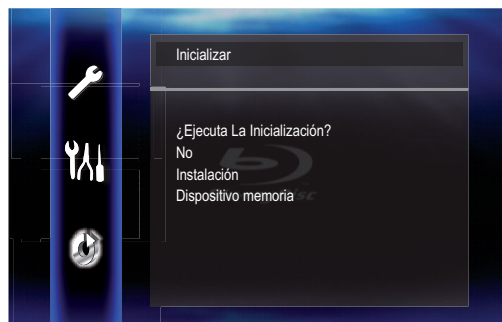 Inicializar
¿Ejecuta La Inicialización?
No
Instalación
Dispositivo memoria